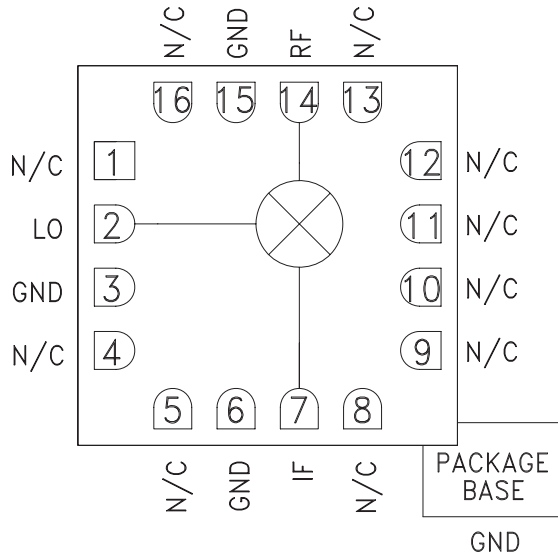 N/C GND RF N/C
16 15 14 13
N/C 1 12 N/C
LO 2 11 N/C
GND 3 10 N/C
N/C 4 9 N/C
5 6 7 8
N/C GND IF N/C
PACKAGE
BASE
GND